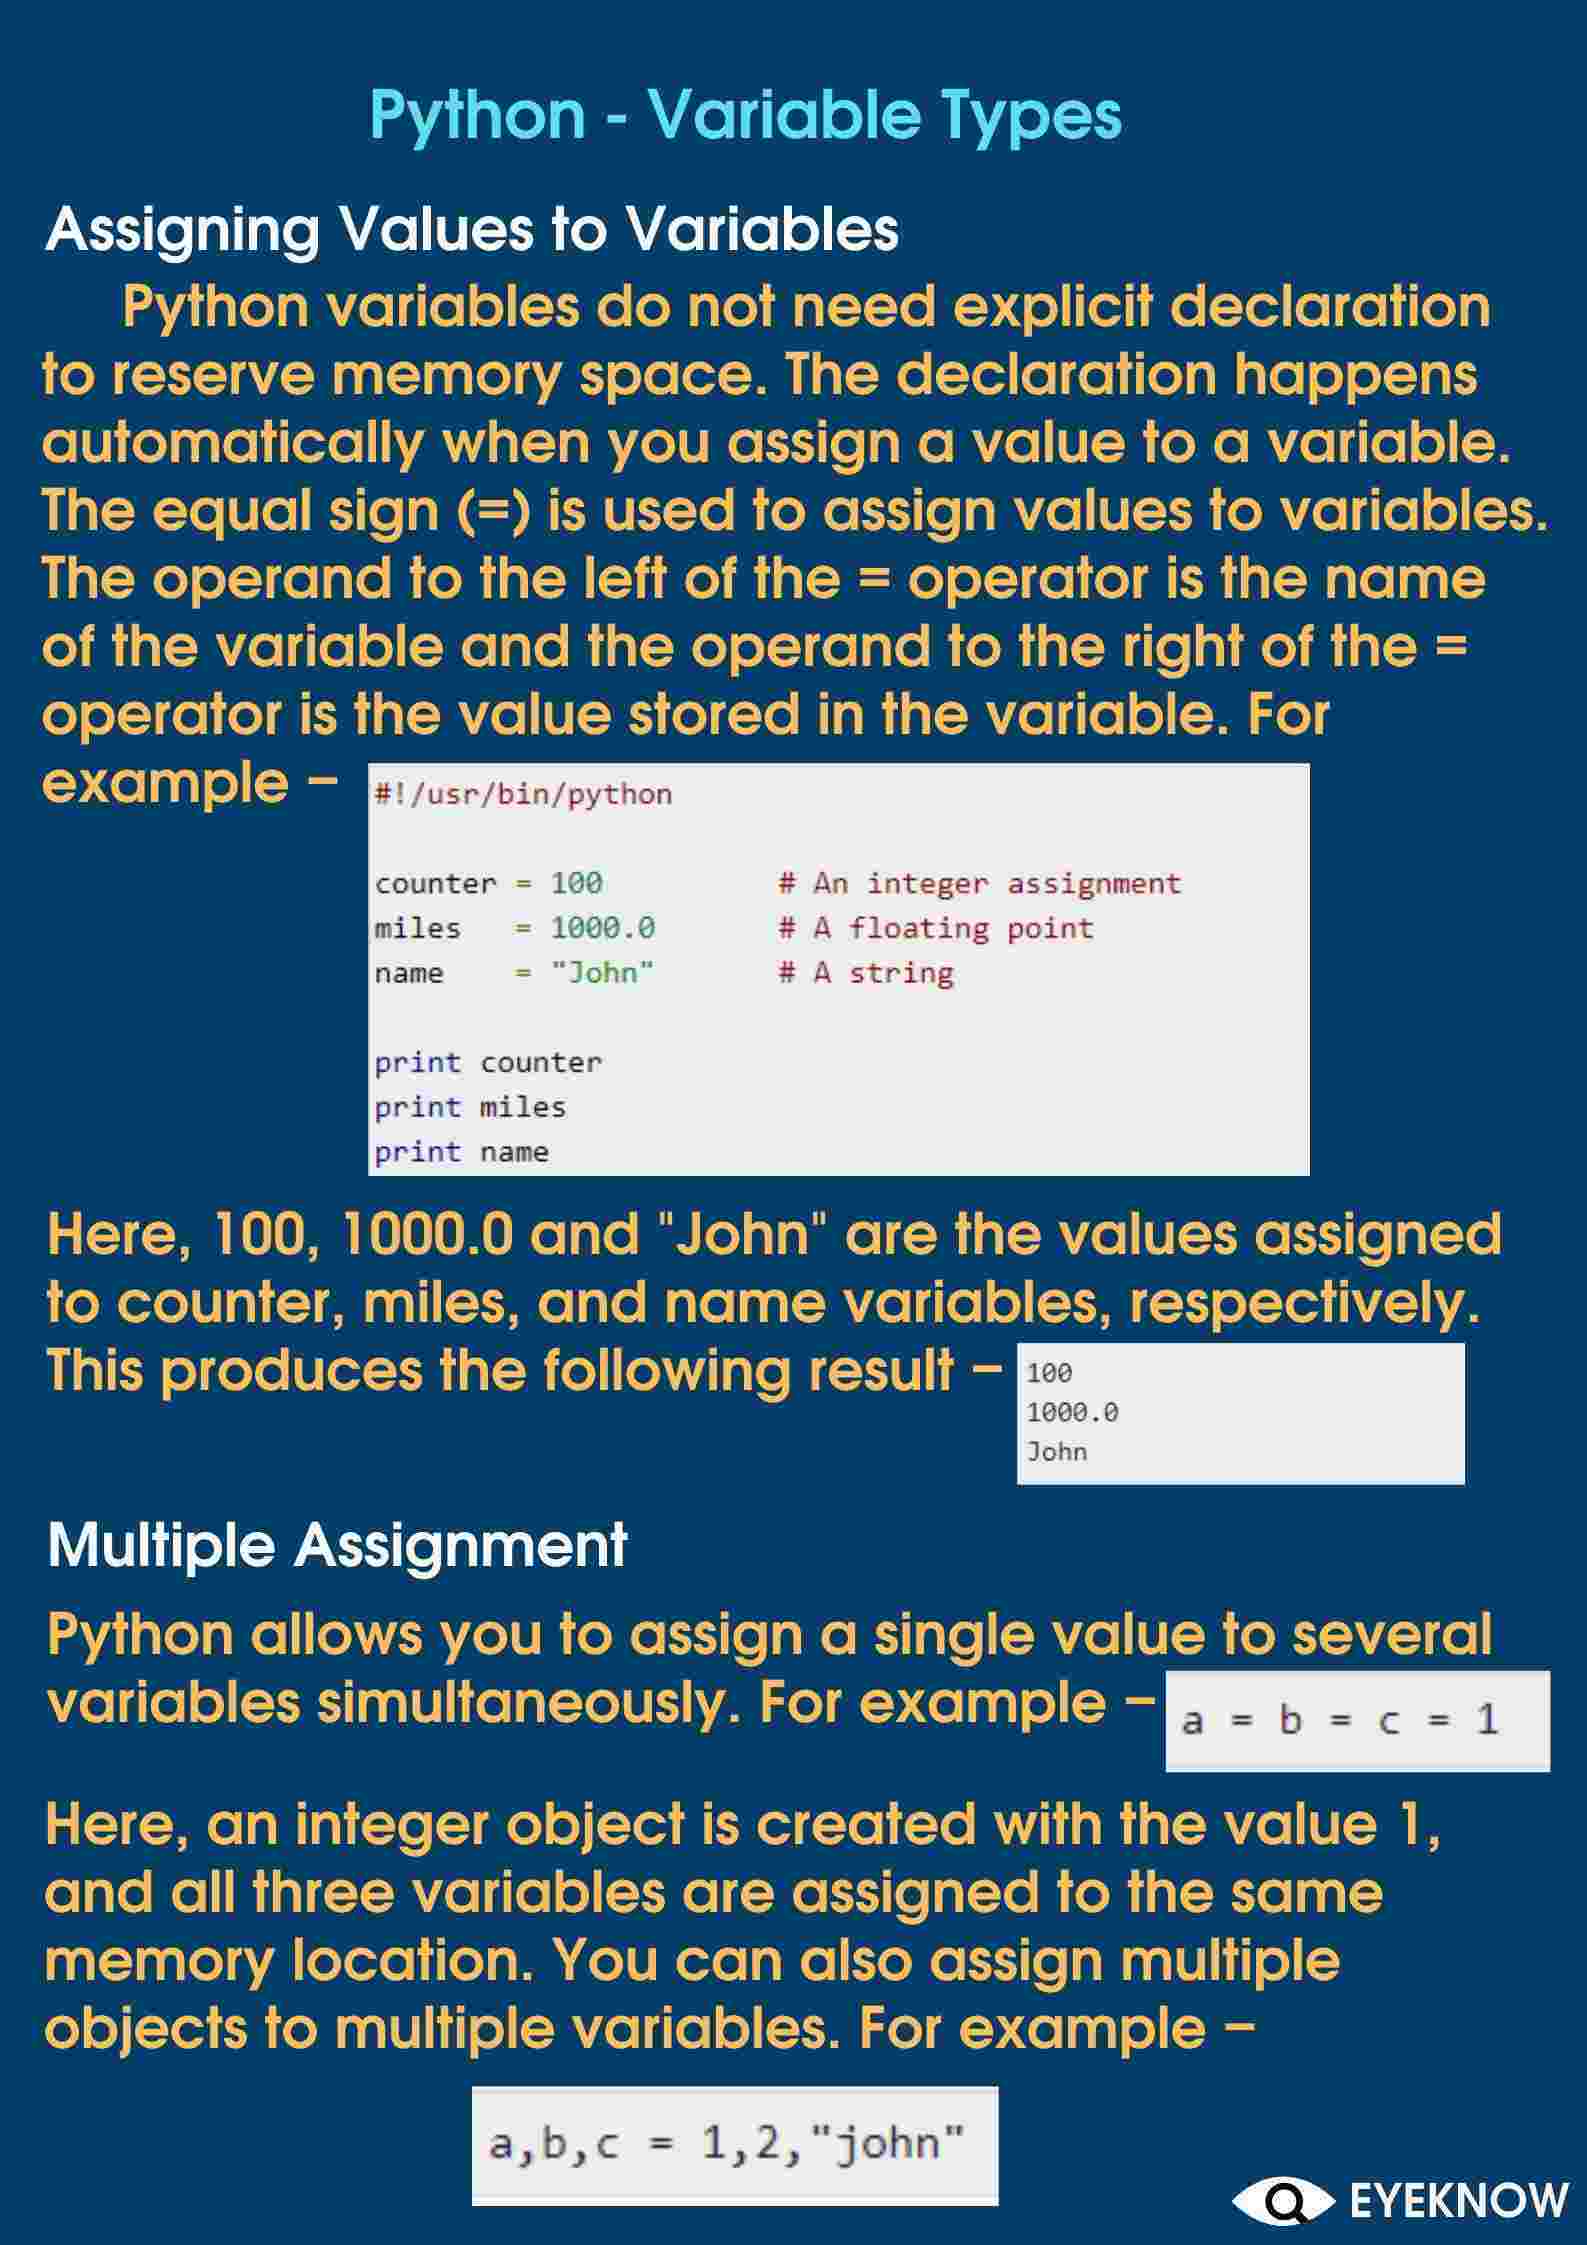 Python - Variable Types
Assigning Values to Variables
Python variables do not need explicit declaration
to reserve memory space. The declaration happens
automatically when you assign a value to a variable.
The equal sign (=) is used to assign values to variables.
The operand to the left of the = operator is the name
of the variable and the operand to the right of the =
operator is the value stored in the variable. For
example –
#!/usr/bin/python
counter = 100          # An integer assignment
miles   = 1000.0       # A floating point
name    = "John"       # A string
print counter
print miles
print name
Here, 100, 1000.0 and "John" are the values assigned
to counter, miles, and name variables, respectively.
This produces the following result –
100
1000.0
John
Multiple Assignment
Python allows you to assign a single value to several
variables simultaneously. For example –
a = b = c = 1
Here, an integer object is created with the value 1,
and all three variables are assigned to the same
memory location. You can also assign multiple
objects to multiple variables. For example –
a,b,c = 1,2,"john"
EYEKNOW